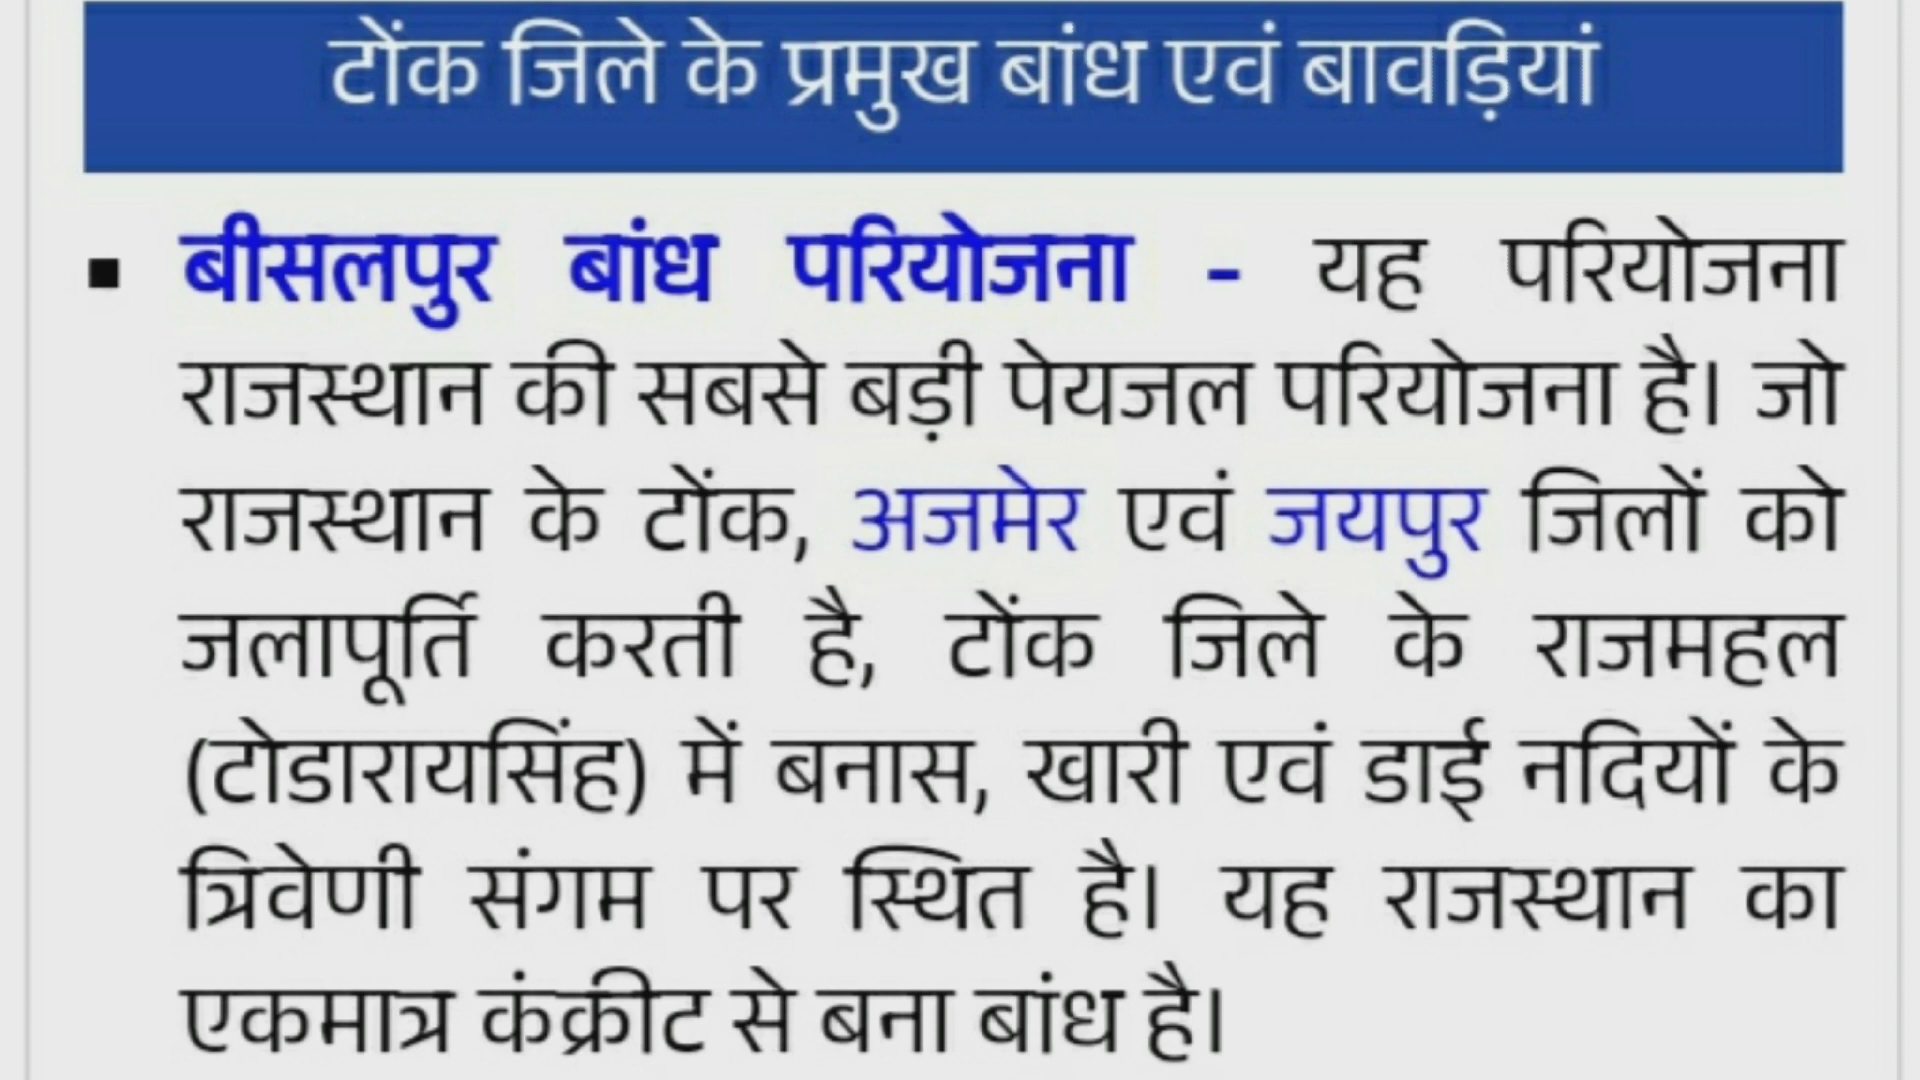 टोंक जिले के प्रमुख बांध एवं बावड़ियां
▪ बीसलपुर बांध परियोजना - यह परियोजना
राजस्थान की सबसे बड़ी पेयजल परियोजना है। जो
राजस्थान के टोंक, अजमेर एवं जयपुर जिलों को
जलापूर्ति करती है, टोंक जिले के राजमहल
(टोडारायसिंह) में बनास, खारी एवं डाई नदियों के
त्रिवेणी संगम पर स्थित है। यह राजस्थान का
एकमात्र कंक्रीट से बना बांध है।